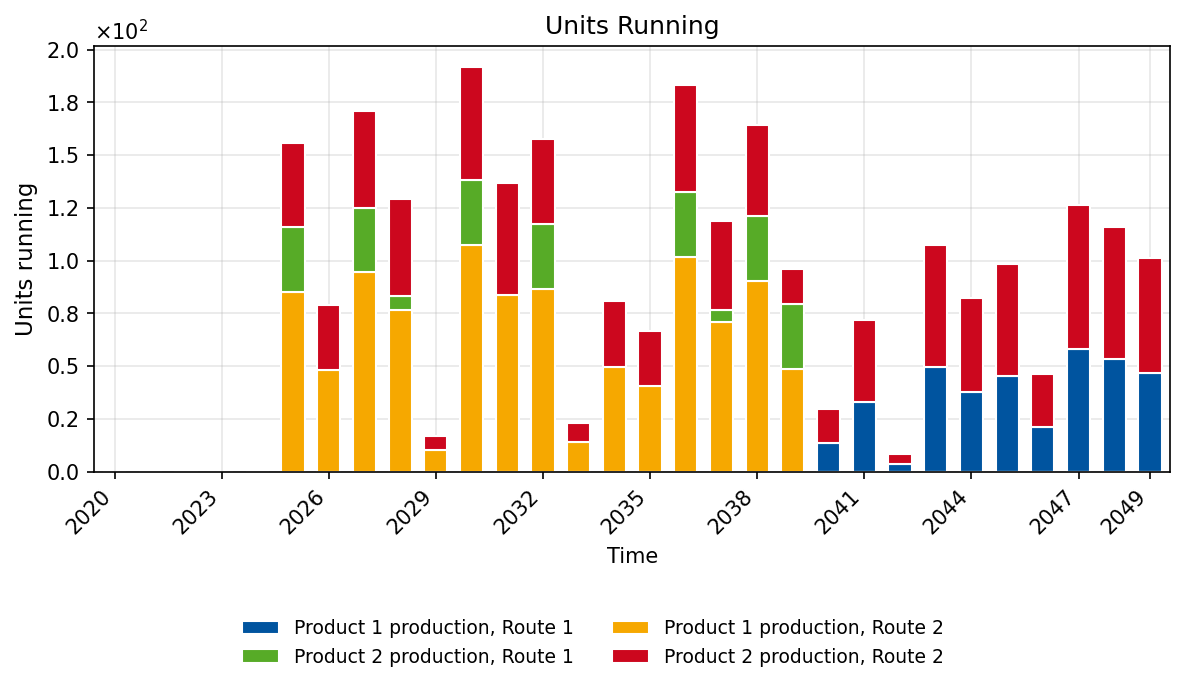 Units Running
×10²
2.0
1.8
1.5
1.2
1.0
0.8
0.5
0.2
0.0
Units running
2020 2023 2026 2029 2032 2035 2038 2041 2044 2047 2049
Time
Product 1 production, Route 1 Product 1 production, Route 2
Product 2 production, Route 1 Product 2 production, Route 2